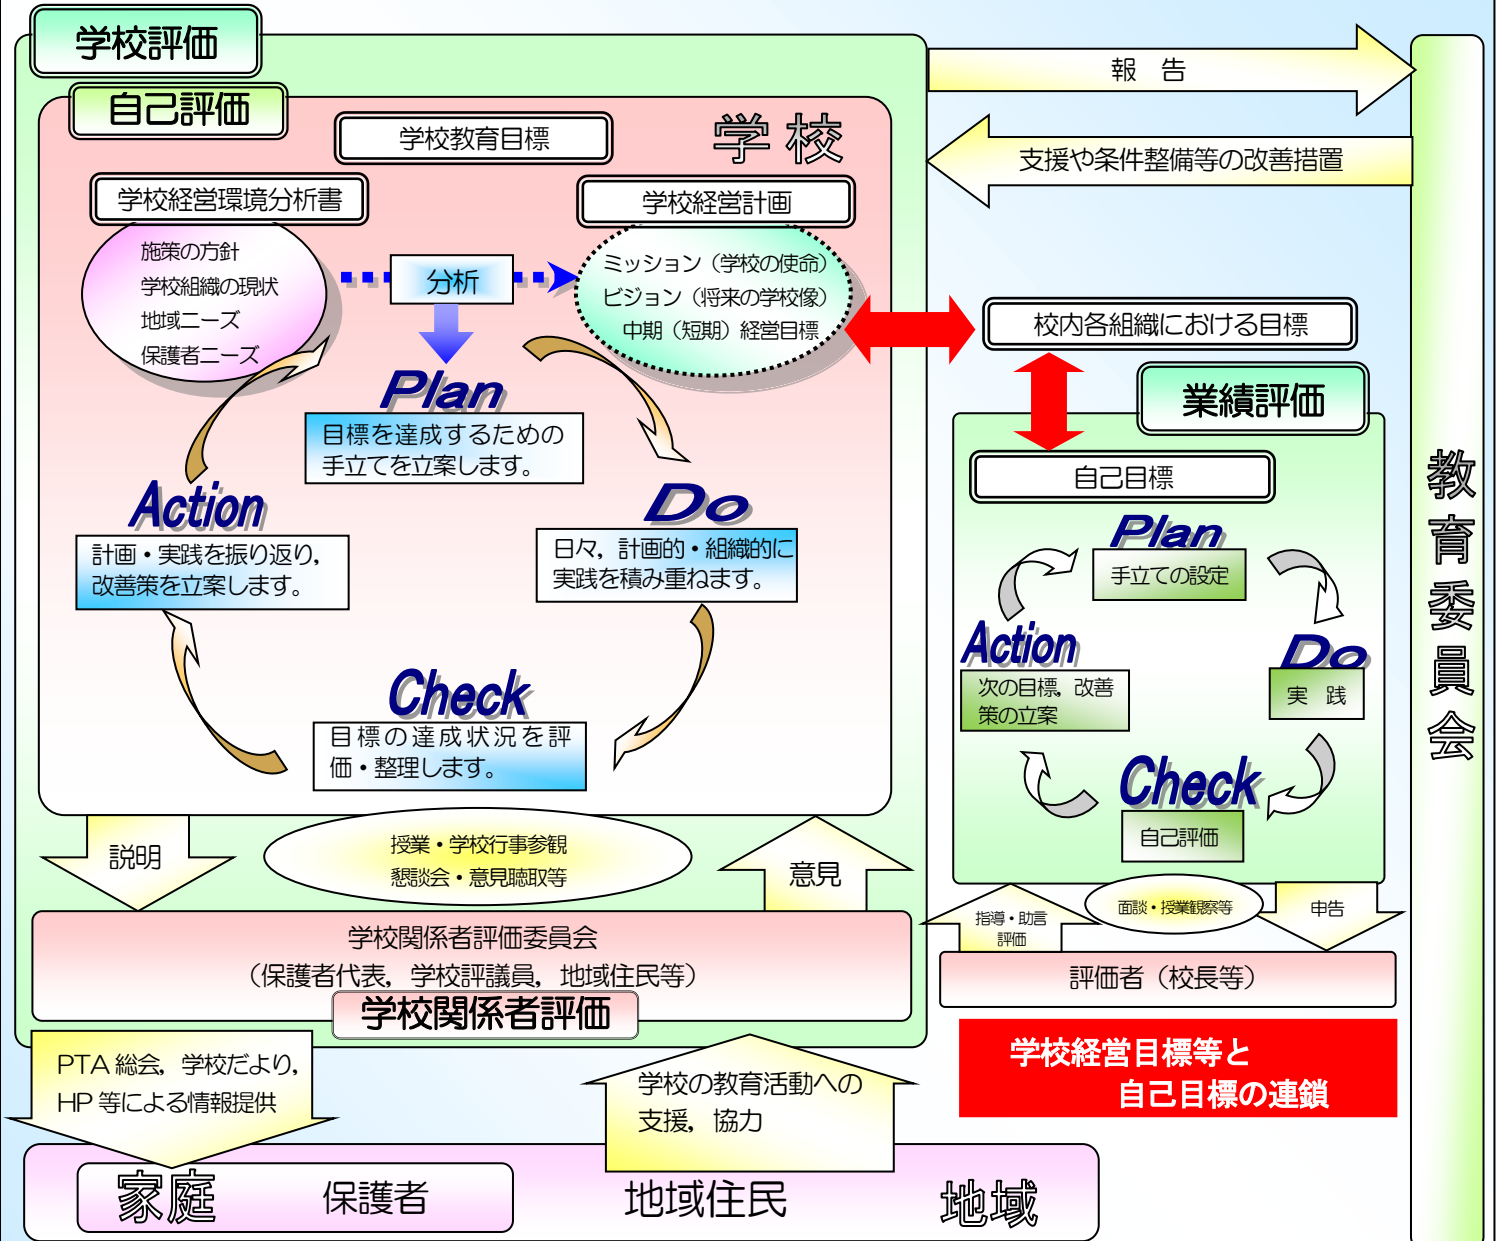 学校評価
自己評価
学校教育目標
学校
報　告
支援や条件整備等の改善措置
学校経営環境分析書
施策の方針
学校組織の現状
地域ニーズ
保護者ニーズ
分析
学校経営計画
ミッション（学校の使命）
ビジョン（将来の学校像）
中期（短期）経営目標
Plan
目標を達成するための
手立てを立案します。
Do
日々，計画的・組織的に
実践を積み重ねます。
Check
目標の達成状況を評
価・整理します。
Action
計画・実践を振り返り，
改善策を立案します。
校内各組織における目標
業績評価
自己目標
Plan
手立ての設定
Do
実　践
Check
自己評価
Action
次の目標，改善
策の立案
教育委員会
説明
授業・学校行事参観
懇談会・意見聴取等
意見
学校関係者評価委員会
（保護者代表，学校評議員，地域住民等）
学校関係者評価
指導・助言
評価
面談・授業観察等
申告
評価者（校長等）
学校経営目標等と
自己目標の連鎖
PTA 総会，学校だより，
HP 等による情報提供
学校の教育活動への
支援，協力
家庭
保護者
地域住民
地域